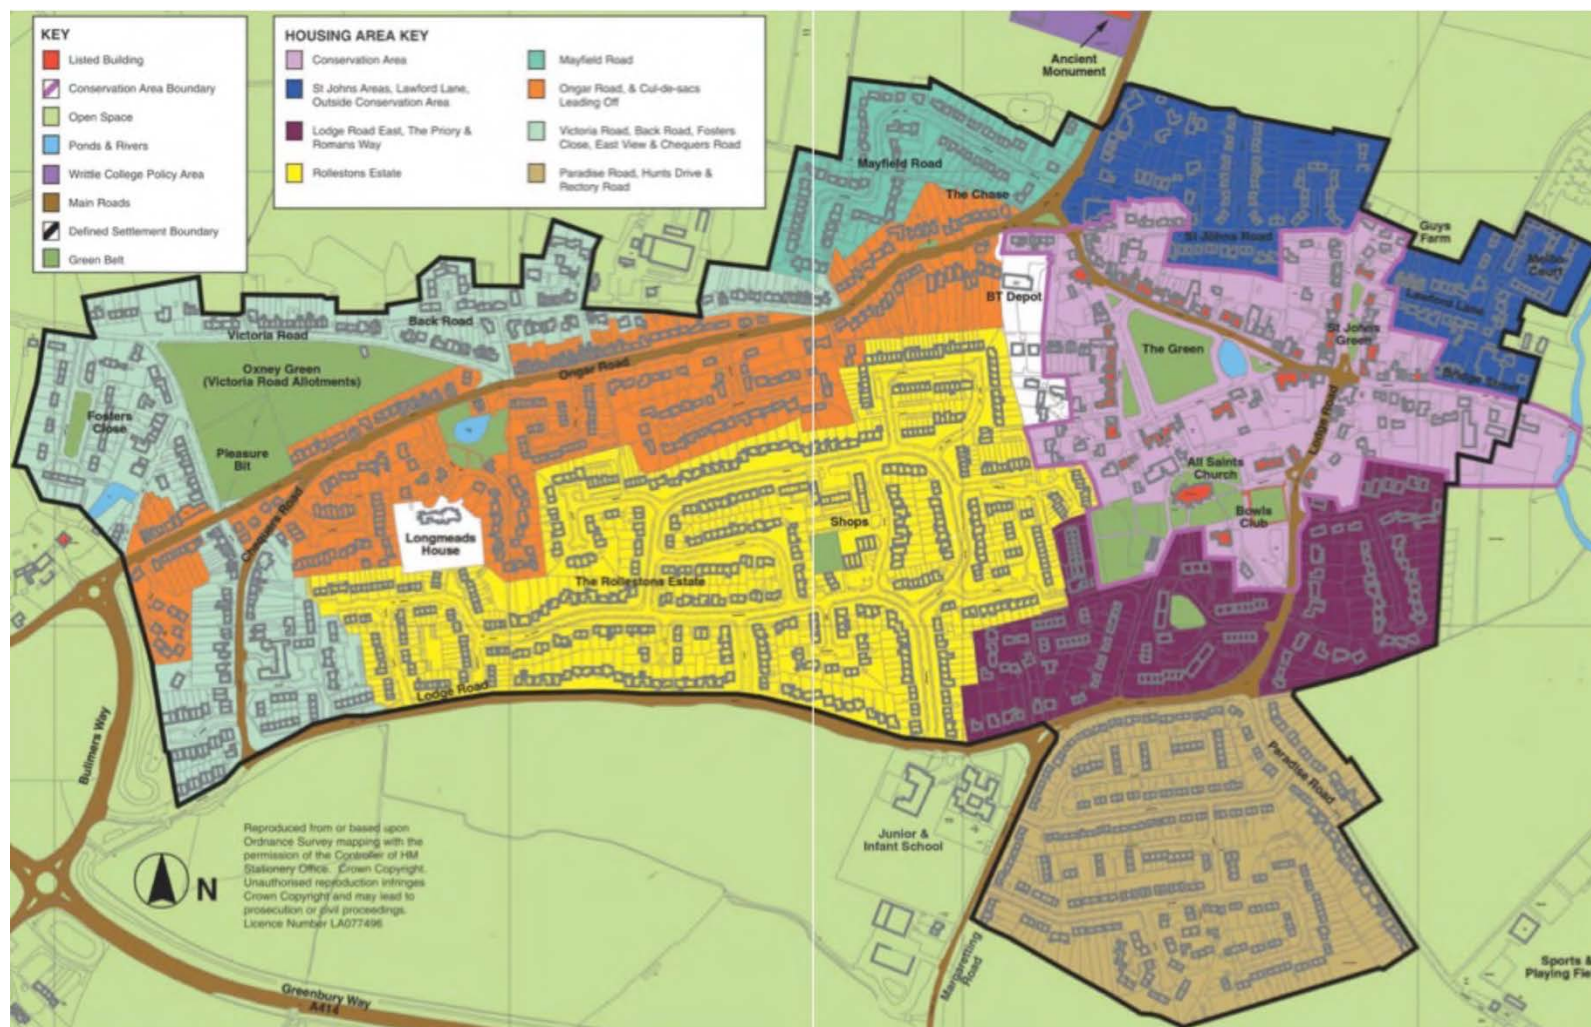 KEY
Listed Building
Conservation Area Boundary
Open Space
Ponds & Rivers
Writtle College Policy Area
Main Roads
Defined Settlement Boundary
Green Belt
HOUSING AREA KEY
Conservation Area
St Johns Areas, Lawford Lane,
Outside Conservation Area
Lodge Road East, The Priory &
Romans Way
Rollestons Estate
Mayfield Road
Ongar Road, & Cul-de-sacs
Leading Off
Victoria Road, Back Road, Fosters
Close, East View & Chequers Road
Paradise Road, Hunts Drive &
Rectory Road
Ancient
Monument
Mayfield Road
The Chase
St Johns Road
Guys
Farm
Melba
Court
Lawford Lane
BT Depot
St Johns
Green
Back Road
Victoria Road
The Green
Oxney Green
(Victoria Road Allotments)
Ongar Road
Bridge Street
Fosters
Close
Pleasure
Bit
Lodge Road
All Saints
Church
Bowls
Club
Chequers Road
Longmeads
House
Shops
The Rollestons Estate
Lodge Road
Bullmers Way
Paradise Road
Junior &
Infant School
Reproduced from or based upon
Ordnance Survey mapping with the
permission of the Controller of HM
Stationery Office. Crown Copyright.
Unauthorised reproduction infringes
Crown Copyright and may lead to
prosecution or civil proceedings.
Licence Number LA077496
N
Margaretting
Road
Sports &
Playing Fie
Greenbury Way
A414